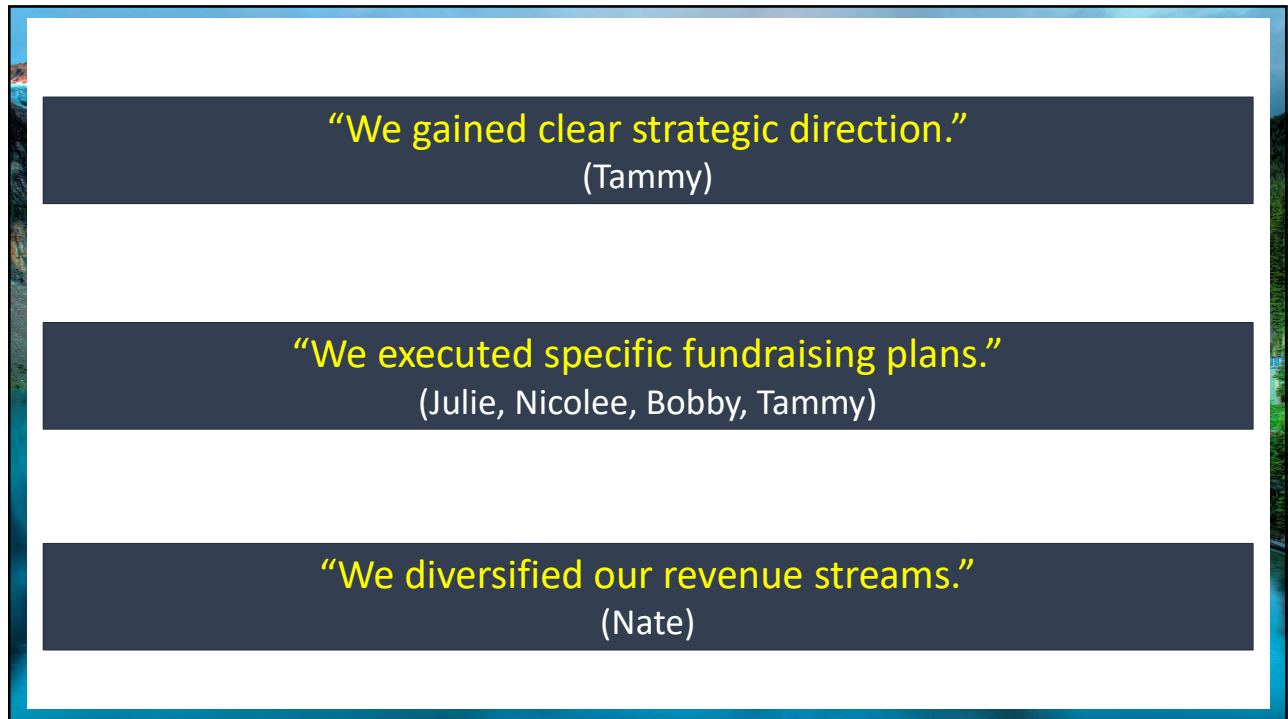 “We gained clear strategic direction.”
(Tammy)
“We executed specific fundraising plans.”
(Julie, Nicolee, Bobby, Tammy)
“We diversified our revenue streams.”
(Nate)